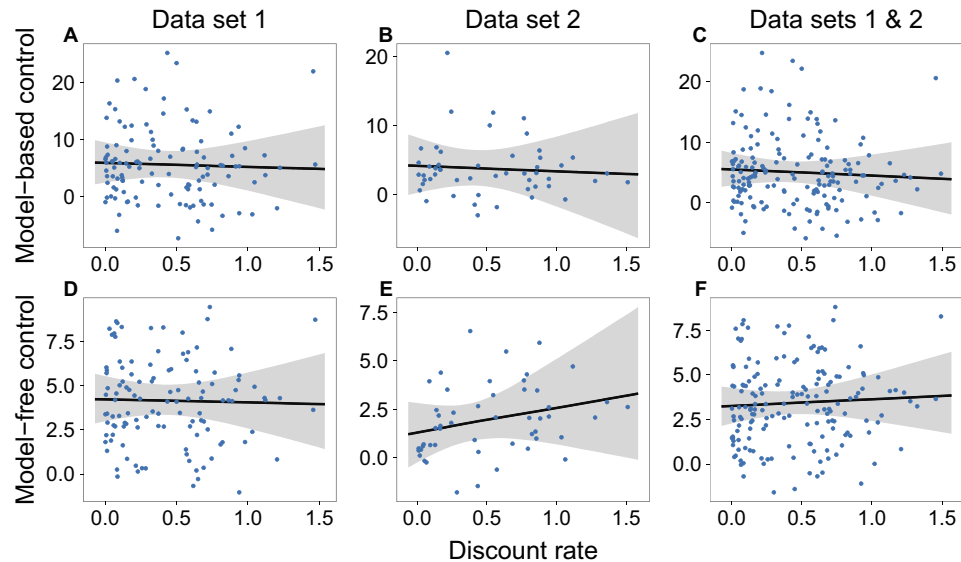 Data set 1
Data set 2
Data sets 1 & 2
Model−based control
A
20
10
0
0.0 0.5 1.0 1.5
B
20
10
0
0.0 0.5 1.0 1.5
C
20
10
0
0.0 0.5 1.0 1.5
Model−free control
D
7.5
5.0
2.5
0.0
0.0 0.5 1.0 1.5
E
7.5
5.0
2.5
0.0
0.0 0.5 1.0 1.5
F
7.5
5.0
2.5
0.0
0.0 0.5 1.0 1.5
Discount rate